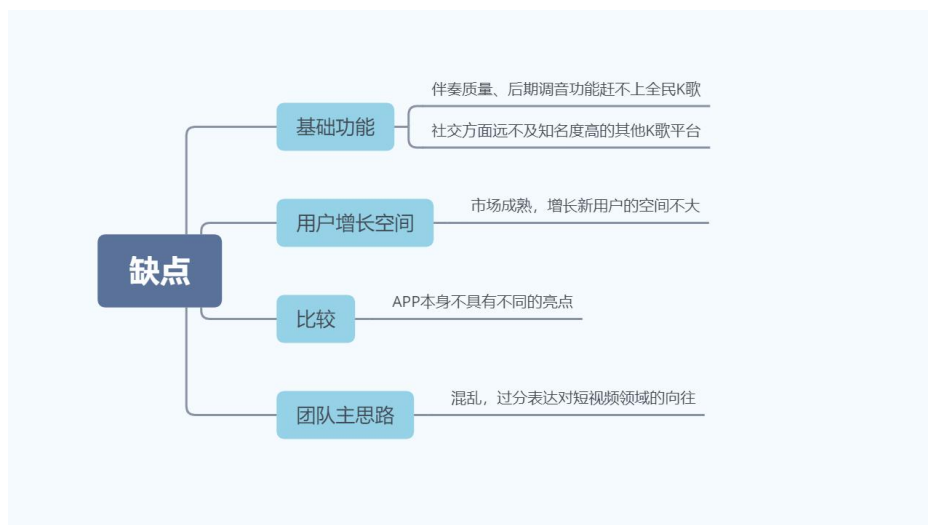 缺点
基础功能
伴奏质量、后期调音功能赶不上全民K歌
社交方面远不及知名度高的其他K歌平台
用户增长空间
市场成熟，增长新用户的空间不大
比较
APP本身不具有不同的亮点
团队主思路
混乱，过分表达对短视频领域的向往